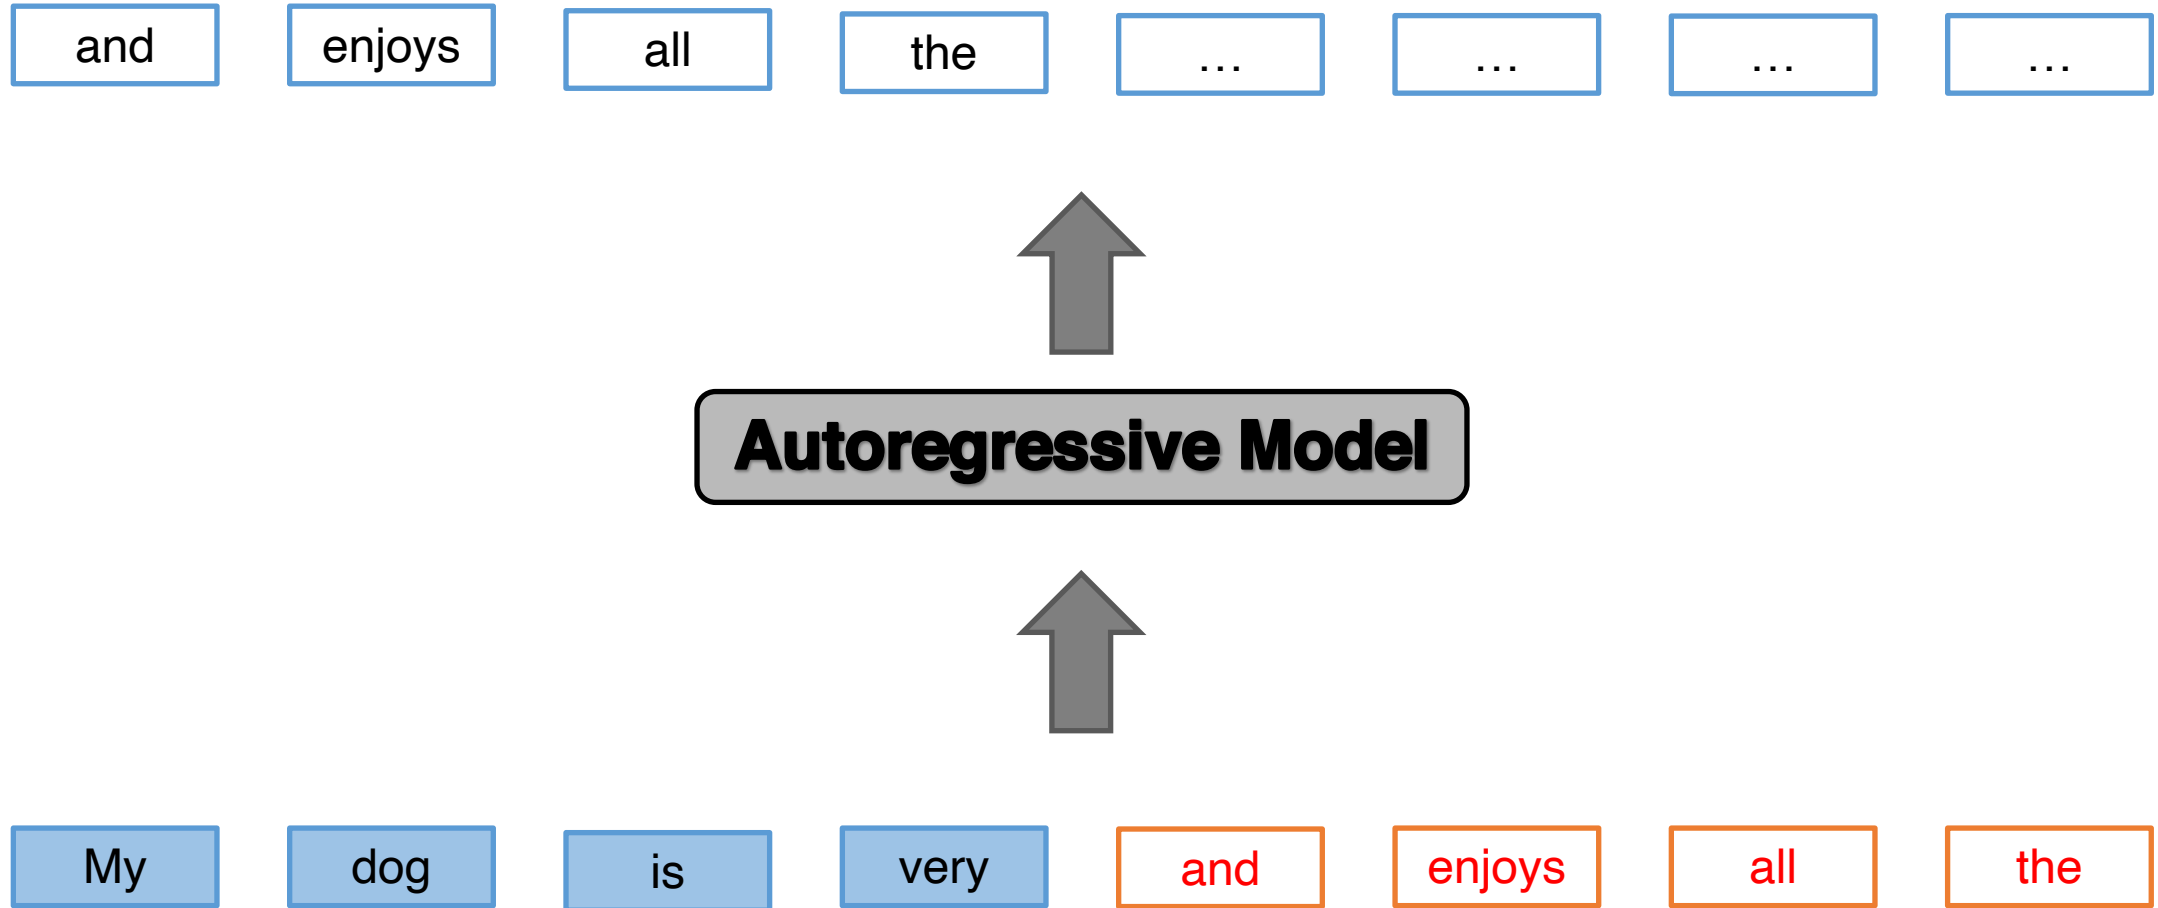 and enjoys all the … … … …
Autoregressive Model
My dog is very and enjoys all the